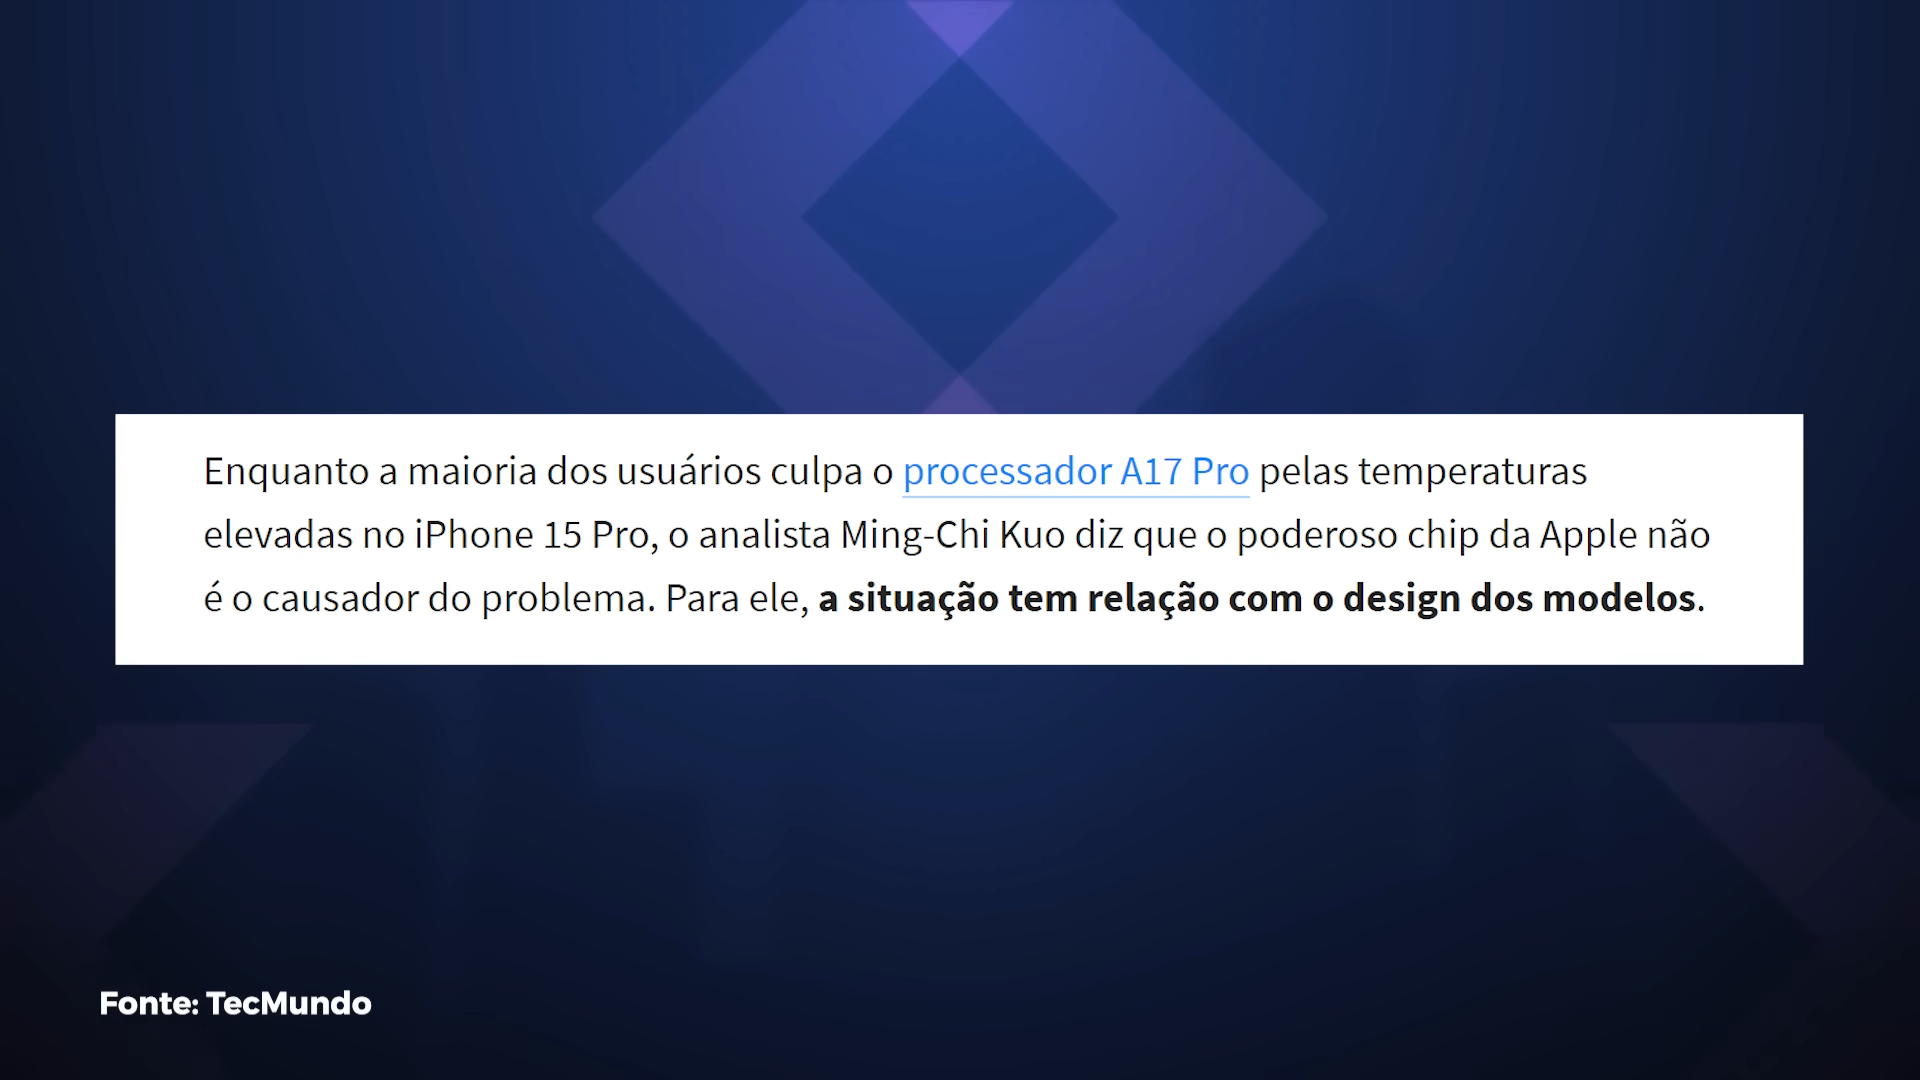 Enquanto a maioria dos usuários culpa o processador A17 Pro pelas temperaturas
elevadas no iPhone 15 Pro, o analista Ming-Chi Kuo diz que o poderoso chip da Apple não
é o causador do problema. Para ele, a situação tem relação com o design dos modelos.
Fonte: TecMundo